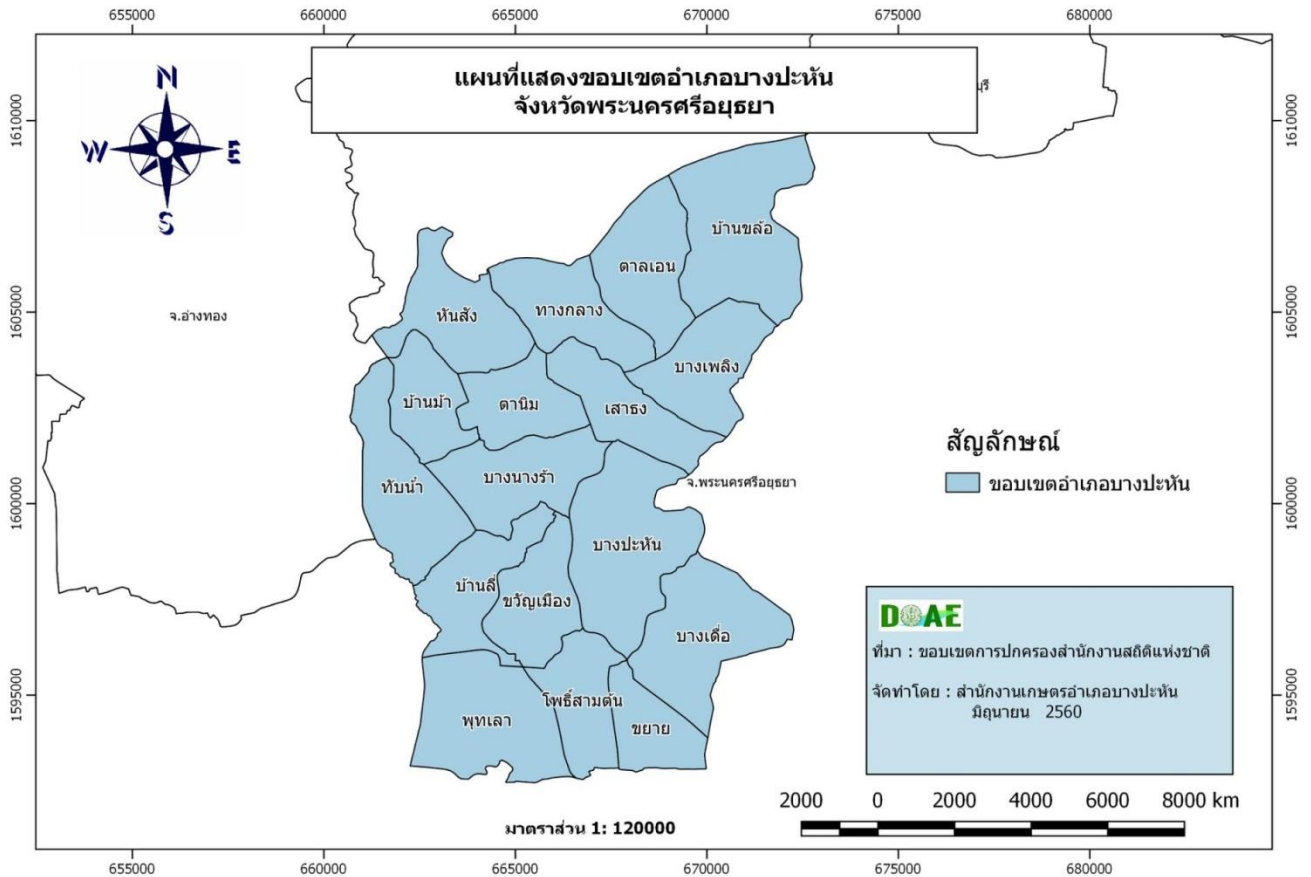 655000 660000 665000 670000 675000 680000
แผนที่แสดงขอบเขตอำเภอบางปะหัน
จังหวัดพระนครศรีอยุธยา
N
W E
S
1610000 1610000
1605000 1605000
1600000 1600000
1595000 1595000
บ้านขล้อ
ตาลเอน
หันสัง
ทางกลาง
จ.อ่างทอง
บางเพลิง
บ้านม้า
ตานิม
เสาธง
ทับน้ำ
บางนางร้า
จ.พระนครศรีอยุธยา
บางปะหัน
บ้านลี่
ขวัญเมือง
บางเดื่อ
พุทเลา
โพธิ์สามต้น
ขยาย
สัญลักษณ์
ขอบเขตอำเภอบางปะหัน
DOAE
ที่มา : ขอบเขตการปกครองสำนักงานสถิติแห่งชาติ
จัดทำโดย : สำนักงานเกษตรอำเภอบางปะหัน
มิถุนายน 2560
2000 0 2000 4000 6000 8000 km
มาตราส่วน 1: 120000
655000 660000 665000 670000 675000 680000